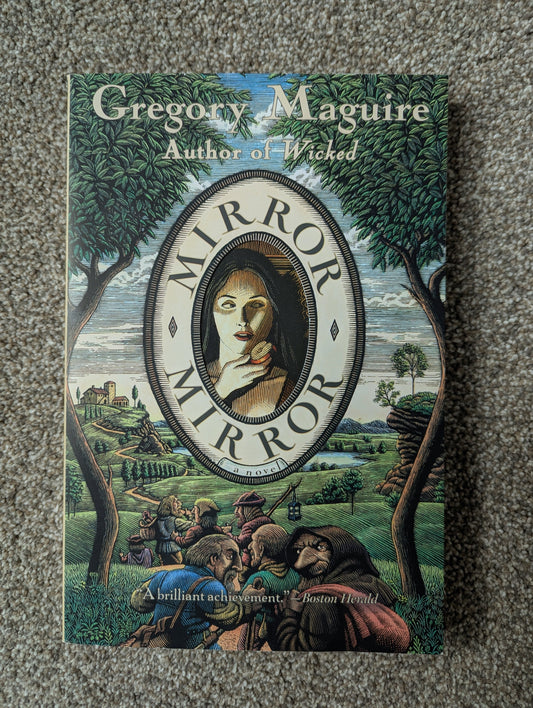 Gregory Maguire
Author of Wicked
MIRROR
MIRROR
a novel
"A brilliant achievement." —Boston Herald